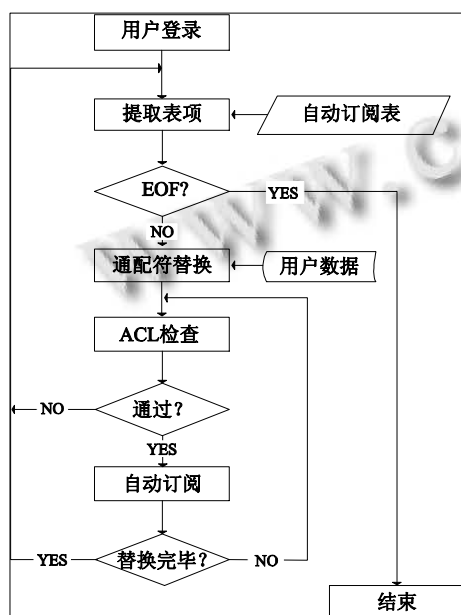 用户登录
提取表项
自动订阅表
EOF?
YES
NO
通配符替换
用户数据
ACL检查
NO
通过?
YES
自动订阅
YES
替换完毕?
NO
结束
www.c